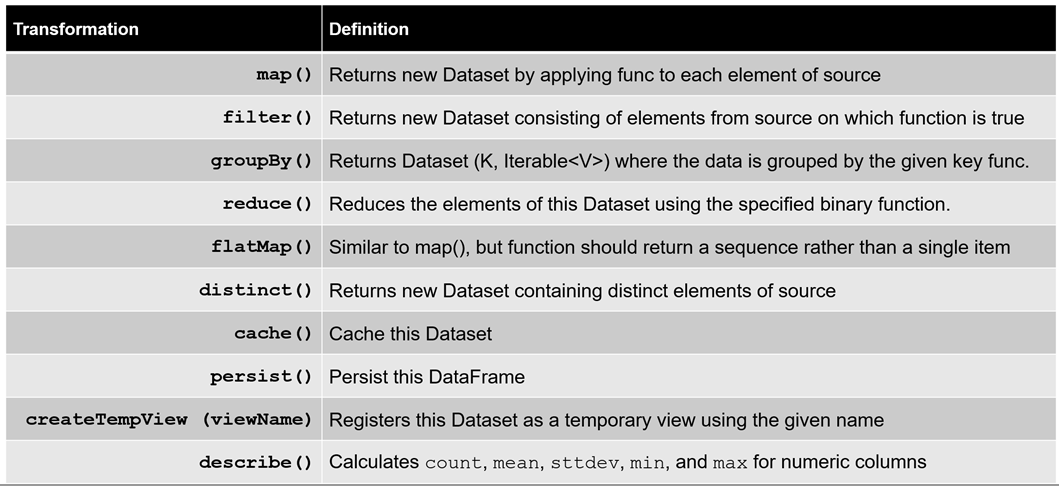 Transformation Definition
map() Returns new Dataset by applying func to each element of source
filter() Returns new Dataset consisting of elements from source on which function is true
groupBy() Returns Dataset (K, Iterable<V>) where the data is grouped by the given key func.
reduce() Reduces the elements of this Dataset using the specified binary function.
flatMap() Similar to map(), but function should return a sequence rather than a single item
distinct() Returns new Dataset containing distinct elements of source
cache() Cache this Dataset
persist() Persist this DataFrame
createTempView (viewName) Registers this Dataset as a temporary view using the given name
describe() Calculates count, mean, sttdev, min, and max for numeric columns